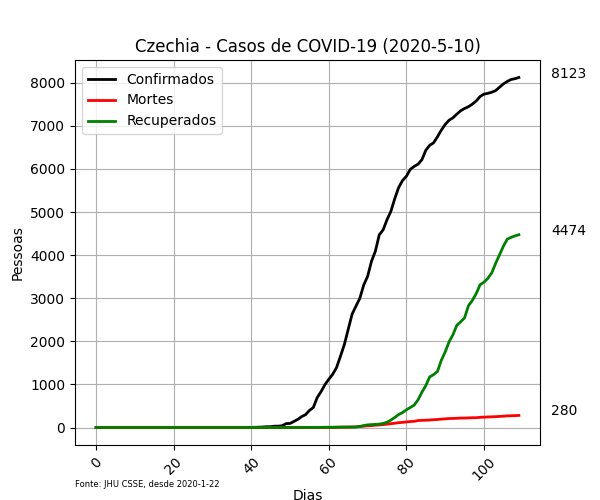 Czechia - Casos de COVID-19 (2020-5-10)
Confirmados
Mortes
Recuperados
8123
4474
280
Pessoas
8000
7000
6000
5000
4000
3000
2000
1000
0
0
20
40
60
80
100
Fonte: JHU CSSE, desde 2020-1-22
Dias